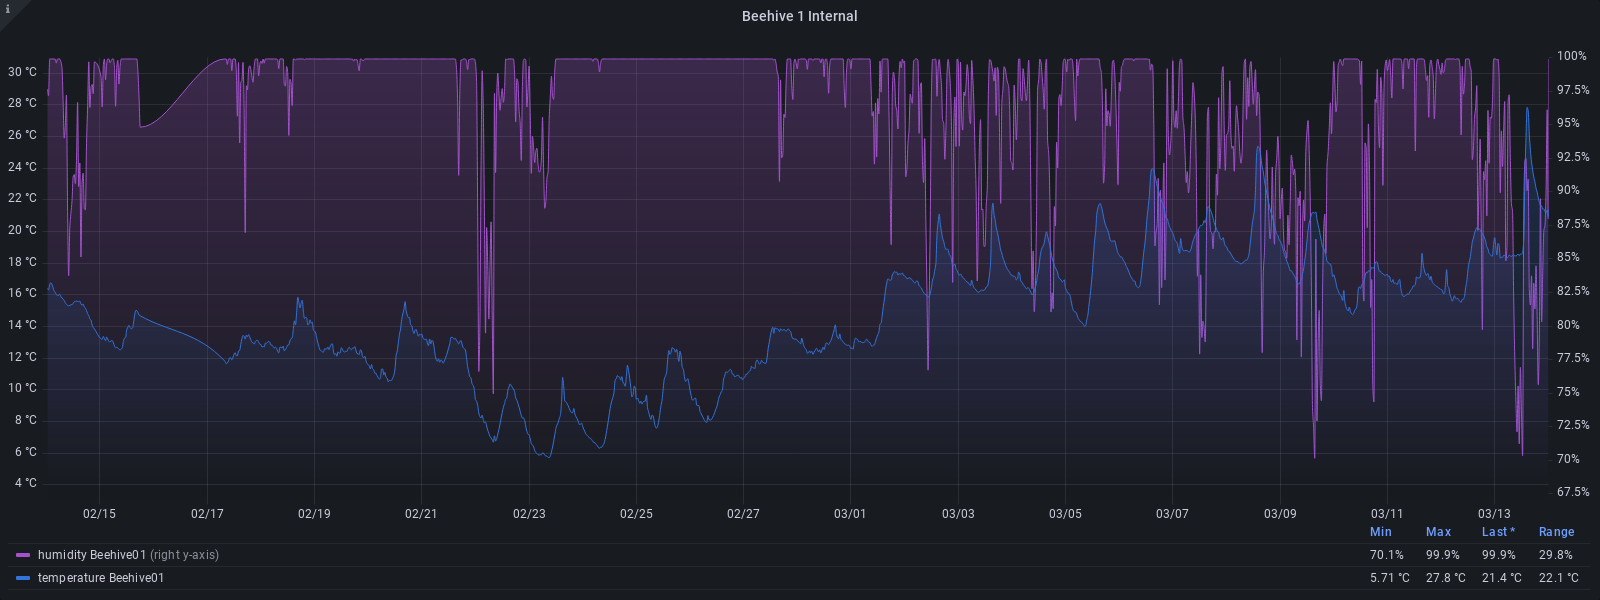 i
Beehive 1 Internal
30 °C
28 °C
26 °C
24 °C
22 °C
20 °C
18 °C
16 °C
14 °C
12 °C
10 °C
8 °C
6 °C
4 °C
100%
97.5%
95%
92.5%
90%
87.5%
85%
82.5%
80%
77.5%
75%
72.5%
70%
67.5%
02/15 02/17 02/19 02/21 02/23 02/25 02/27 03/01 03/03 03/05 03/07 03/09 03/11 03/13
Min Max Last * Range
humidity Beehive01 (right y-axis) 70.1% 99.9% 99.9% 29.8%
temperature Beehive01 5.71 °C 27.8 °C 21.4 °C 22.1 °C